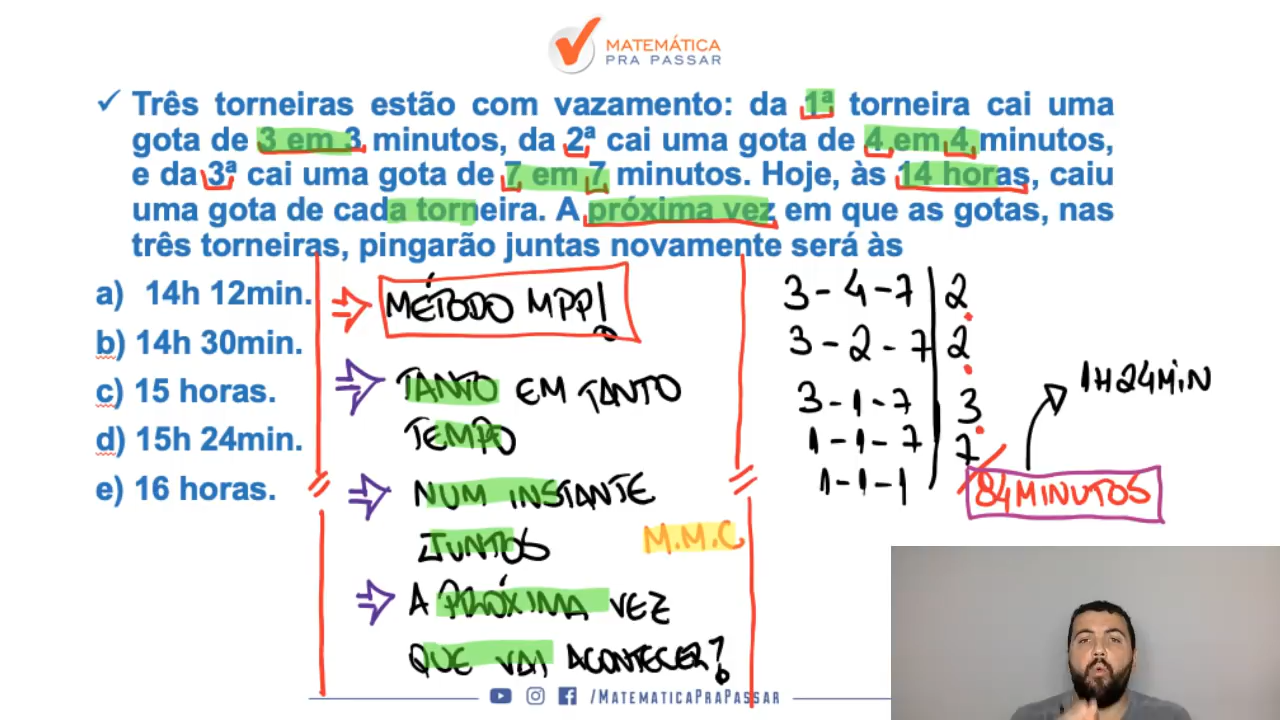 MATEMÁTICA
PRA PASSAR
✓ Três torneiras estão com vazamento: da 1ª torneira cai uma
gota de 3 em 3 minutos, da 2ª cai uma gota de 4 em 4 minutos,
e da 3ª cai uma gota de 7 em 7 minutos. Hoje, às 14 horas, caiu
uma gota de cada torneira. A próxima vez em que as gotas, nas
três torneiras, pingarão juntas novamente será às
a) 14h 12min.
b) 14h 30min.
c) 15 horas.
d) 15h 24min.
e) 16 horas.
MÉTODO MPP!
TANTO EM TANTO
TEMPO
NUM INSTANTE
JUNTOS
M.M.C
A PRÓXIMA VEZ
QUE VAI ACONTECER?
3-4-7 | 2
3-2-7 | 2
3-1-7 | 3
1-1-7 | 7
1-1-1
84 MINUTOS
1H24MIN
/MATEMATICAPRAPASSAR